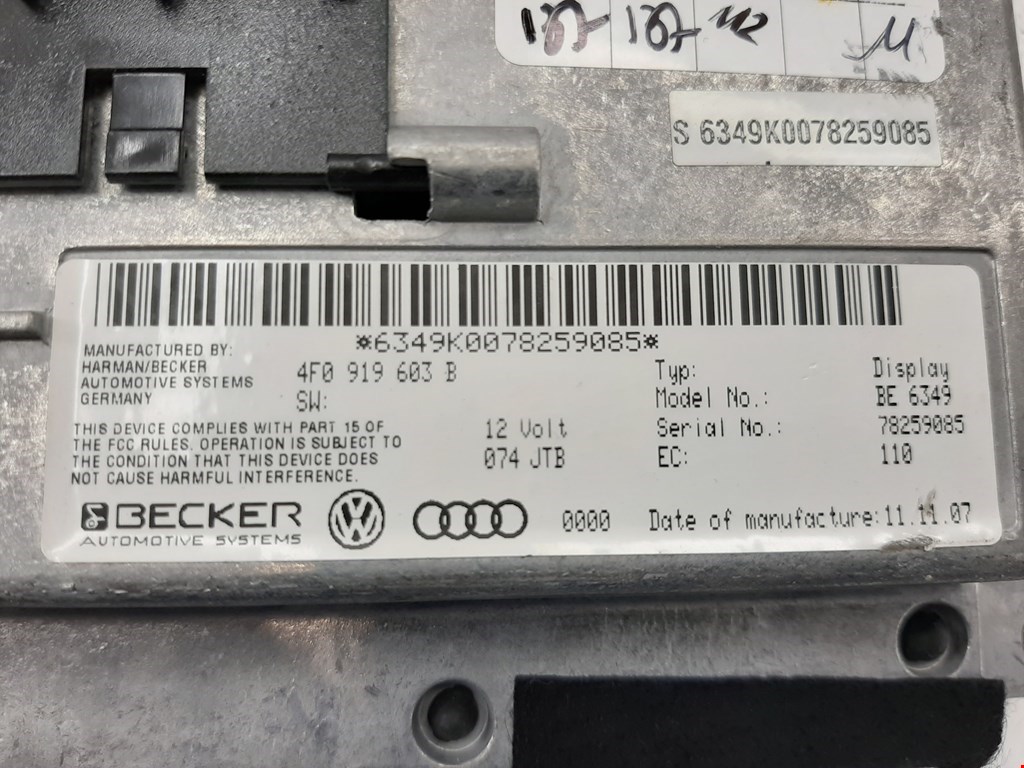 187 187
M
S 6349K0078259085
*6349K0078259085*
MANUFACTURED BY:
HARMAN/BECKER
AUTOMOTIVE SYSTEMS
GERMANY
4F0 919 603 B
SW:
THIS DEVICE COMPLIES WITH PART 15 OF
THE FCC RULES. OPERATION IS SUBJECT TO
THE CONDITION THAT THIS DEVICE DOES
NOT CAUSE HARMFUL INTERFERENCE.
12 Volt
074 JTB
Typ: Display
Model No.: BE 6349
Serial No.: 78259085
EC: 110
BECKER
AUTOMOTIVE SYSTEMS
VW
0000
Date of manufacture:11.11.07